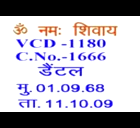 ॐ नमः शिवाय
VCD -1180
C.No.-1666
डैंटल
मु. 01.09.68
ता. 11.10.09